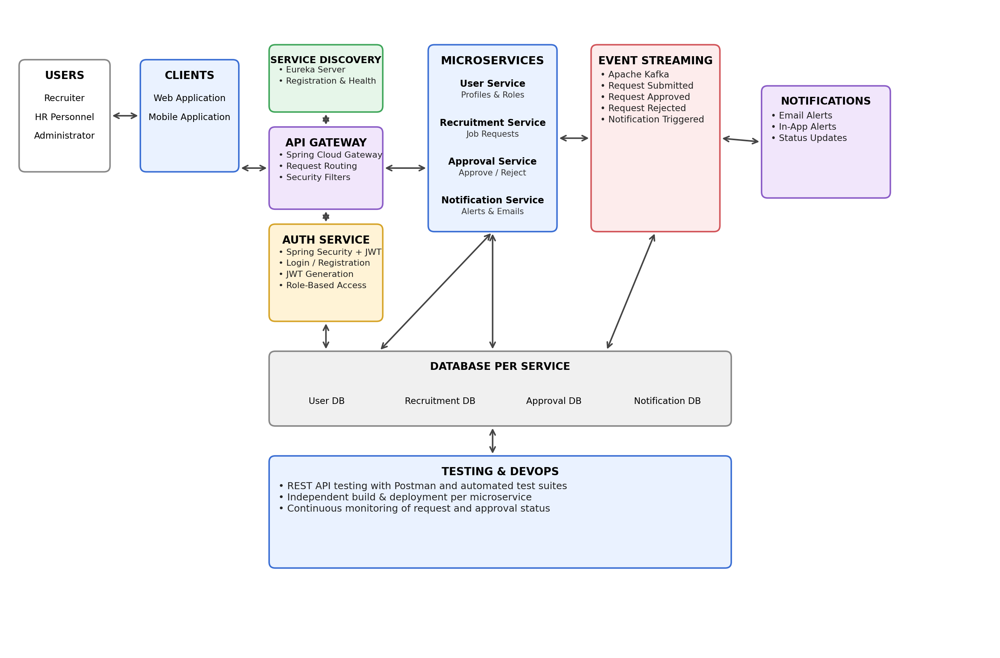 USERS
Recruiter
HR Personnel
Administrator
CLIENTS
Web Application
Mobile Application
SERVICE DISCOVERY
• Eureka Server
• Registration & Health
API GATEWAY
• Spring Cloud Gateway
• Request Routing
• Security Filters
AUTH SERVICE
• Spring Security + JWT
• Login / Registration
• JWT Generation
• Role-Based Access
MICROSERVICES
User Service
Profiles & Roles
Recruitment Service
Job Requests
Approval Service
Approve / Reject
Notification Service
Alerts & Emails
EVENT STREAMING
• Apache Kafka
• Request Submitted
• Request Approved
• Request Rejected
• Notification Triggered
NOTIFICATIONS
• Email Alerts
• In-App Alerts
• Status Updates
DATABASE PER SERVICE
User DB
Recruitment DB
Approval DB
Notification DB
TESTING & DEVOPS
• REST API testing with Postman and automated test suites
• Independent build & deployment per microservice
• Continuous monitoring of request and approval status